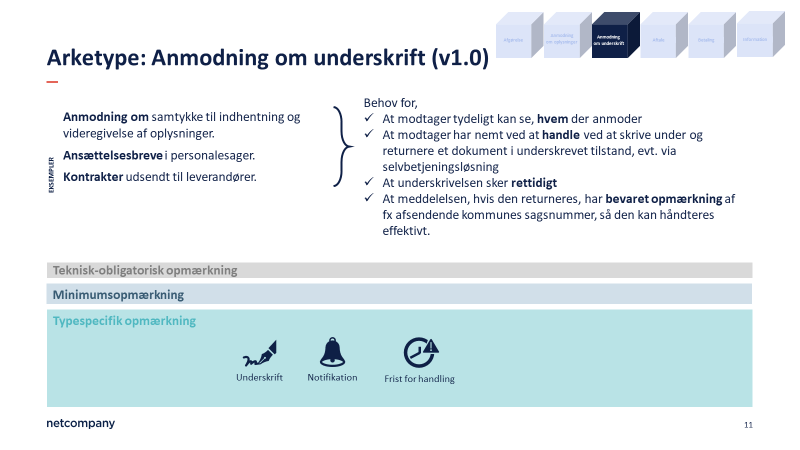 Afgørelse
Anmodning
om oplysninger
Anmodning
om underskrift
Aftale
Betaling
Information
Arketype: Anmodning om underskrift (v1.0)
EKSEMPLER
Anmodning om samtykke til indhentning og
videregivelse af oplysninger.
Ansættelsesbreve i personalesager.
Kontrakter udsendt til leverandører.
Behov for,
✓ At modtager tydeligt kan se, hvem der anmoder
✓ At modtager har nemt ved at handle ved at skrive under og
returnere et dokument i underskrevet tilstand, evt. via
selvbetjeningsløsning
✓ At underskrivelsen sker rettidigt
✓ At meddelelsen, hvis den returneres, har bevaret opmærkning af
fx afsendende kommunes sagsnummer, så den kan håndteres
effektivt.
Teknisk-obligatorisk opmærkning
Minimumsopmærkning
Typespecifik opmærkning
Underskrift
Notifikation
Frist for handling
netcompany
11